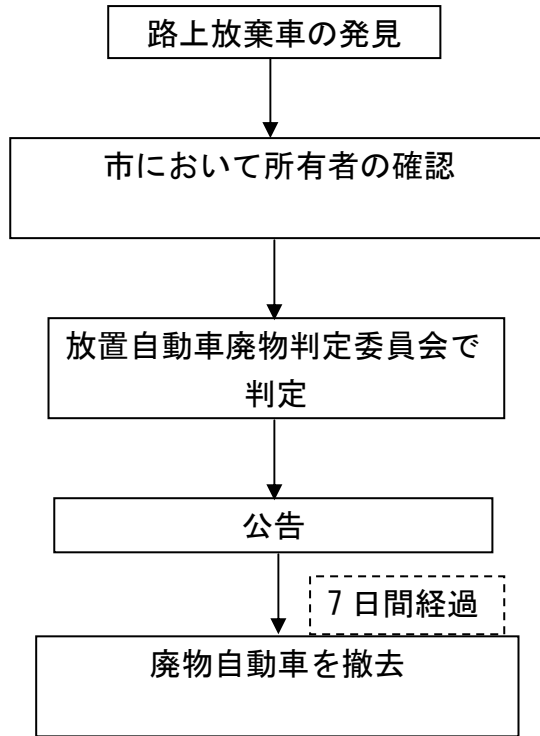 路上放棄車の発見
市において所有者の確認
放置自動車廃物判定委員会で
判定
公告
7 日間経過
廃物自動車を撤去